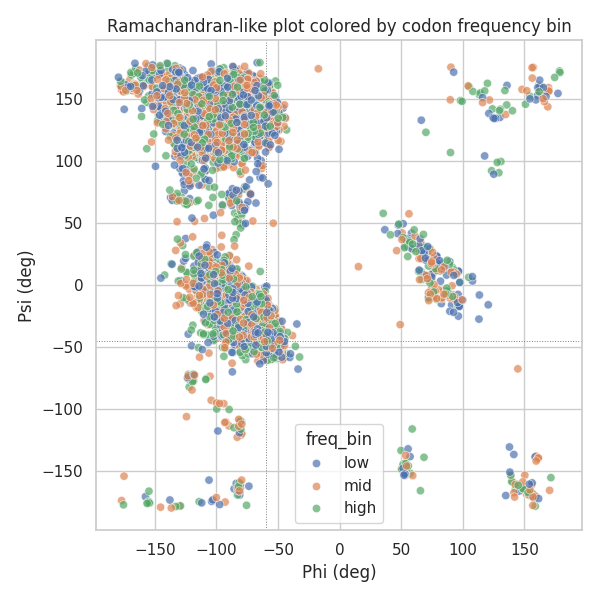 Ramachandran-like plot colored by codon frequency bin
Psi (deg)
150
100
50
0
−50
−100
−150
freq_bin
low
mid
high
−150
−100
−50
0
50
100
150
Phi (deg)